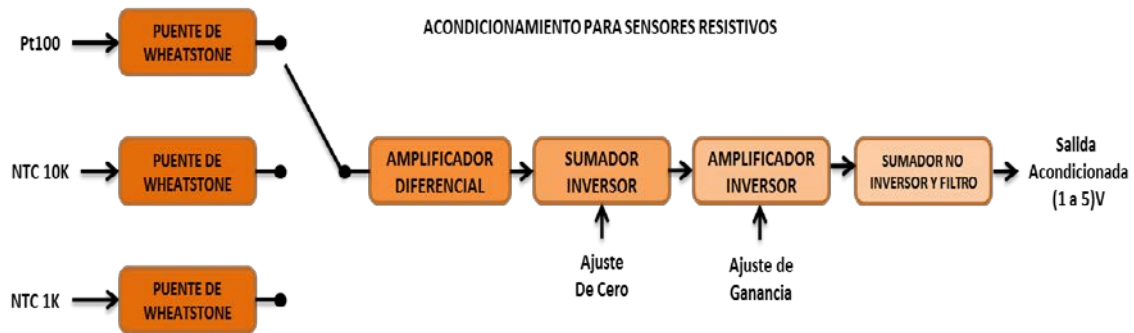 ACONDICIONAMIENTO PARA SENSORES RESISTIVOS
Pt100
PUENTE DE
WHEATSTONE
NTC 10K
PUENTE DE
WHEATSTONE
NTC 1K
PUENTE DE
WHEATSTONE
AMPLIFICADOR
DIFERENCIAL
SUMADOR
INVERSOR
Ajuste
De Cero
AMPLIFICADOR
INVERSOR
Ajuste de
Ganancia
SUMADOR NO
INVERSOR Y FILTRO
Sallda
Acondicionada
(1 a 5)V